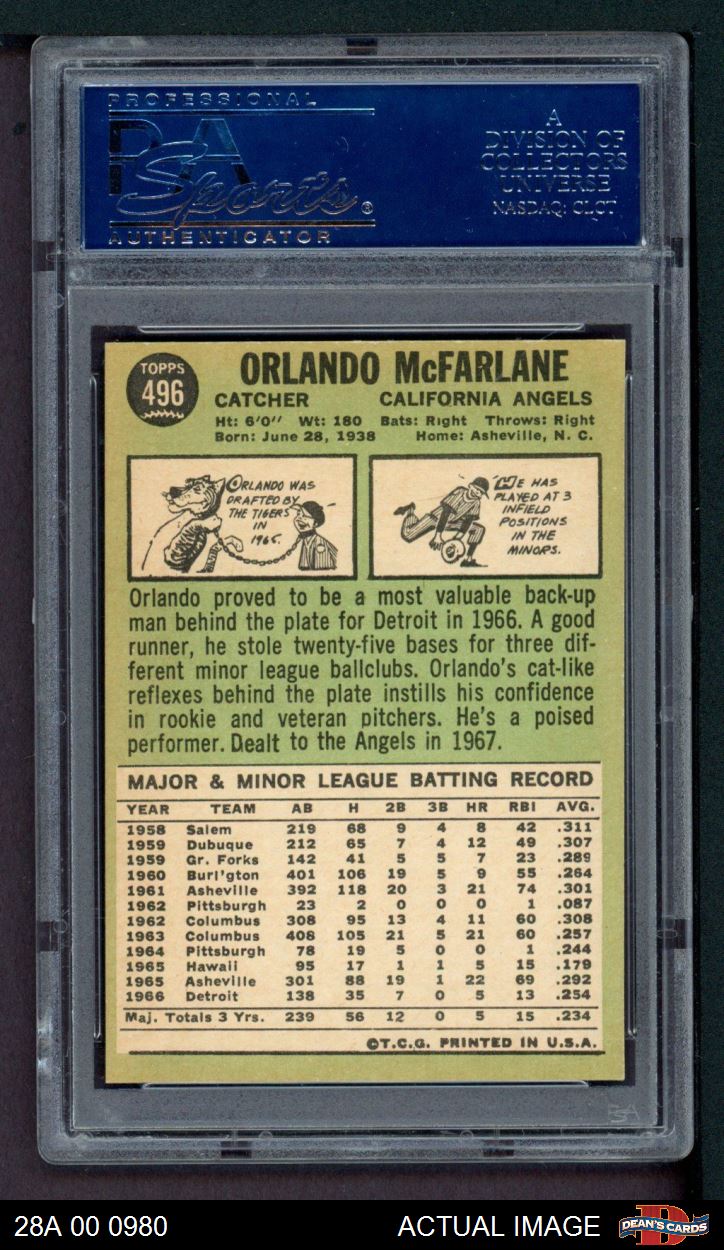 PROFESSIONAL
PSA
Sports®
AUTHENTICATOR
A
DIVISION OF
COLLECTORS
UNIVERSE
NASDAQ: CLCT
TOPPS
496
ORLANDO McFARLANE
CATCHER CALIFORNIA ANGELS
Ht: 6'0'' Wt: 180 Bats: Right Throws: Right
Born: June 28, 1938 Home: Asheville, N. C.
ORLANDO WAS
DRAFTED BY
THE TIGERS
IN
1965.
HE HAS
PLAYED AT 3
INFIELD
POSITIONS
IN THE
MINORS.
Orlando proved to be a most valuable back-up
man behind the plate for Detroit in 1966. A good
runner, he stole twenty-five bases for three dif-
ferent minor league ballclubs. Orlando's cat-like
reflexes behind the plate instills his confidence
in rookie and veteran pitchers. He's a poised
performer. Dealt to the Angels in 1967.
MAJOR & MINOR LEAGUE BATTING RECORD
YEAR TEAM AB H 2B 3B HR RBI AVG.
1958 Salem 219 68 9 4 8 42 .311
1959 Dubuque 212 65 7 4 12 49 .307
1959 Gr. Forks 142 41 5 5 7 23 .289
1960 Burl'gton 401 106 19 5 9 55 .264
1961 Asheville 392 118 20 3 21 74 .301
1962 Pittsburgh 23 2 0 0 0 1 .087
1962 Columbus 308 95 13 4 11 60 .308
1963 Columbus 408 105 21 5 21 60 .257
1964 Pittsburgh 78 19 5 0 0 1 .244
1965 Hawaii 95 17 1 1 5 15 .179
1965 Asheville 301 88 19 1 22 69 .292
1966 Detroit 138 35 7 0 5 13 .254
Maj. Totals 3 Yrs. 239 56 12 0 5 15 .234
©T.C.G. PRINTED IN U.S.A.
PSA
28A 00 0980 ACTUAL IMAGE DEAN'S CARDS